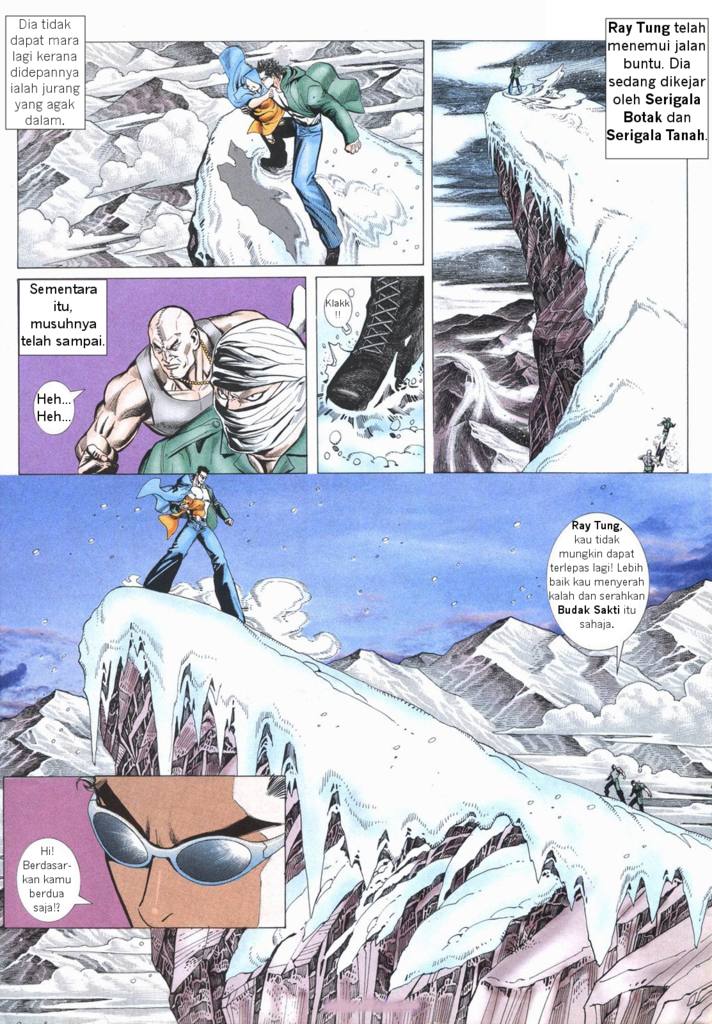 Ray Tung telah
menemui jalan
buntu. Dia
sedang dikejar
oleh Serigala
Botak dan
Serigala Tanah.
Dia tidak
dapat mara
lagi kerana
didepannya
ialah jurang
yang agak
dalam.
Klakk
!!
Sementara
itu,
musuhnya
telah sampai.
Heh...
Heh...
Ray Tung,
kau tidak
mungkin dapat
terlepas lagi! Lebih
baik kau menyerah
kalah dan serahkan
Budak Sakti itu
sahaja.
Hi!
Berdasar-
kan kamu
berdua
saja!?